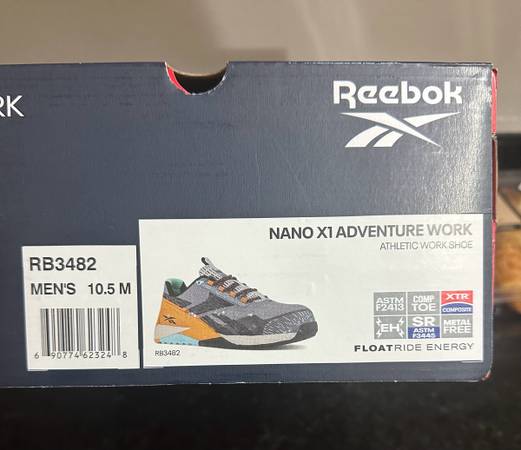 RK
Reebok
NANO X1 ADVENTURE WORK
ATHLETIC WORK SHOE
RB3482
MEN'S 10.5 M
6 90774 62324 8
RB3482
ASTM F2413
COMP TOE
XTR COMPOSITE
EH
SR ASTM F3445
METAL FREE
FLOATRIDE ENERGY